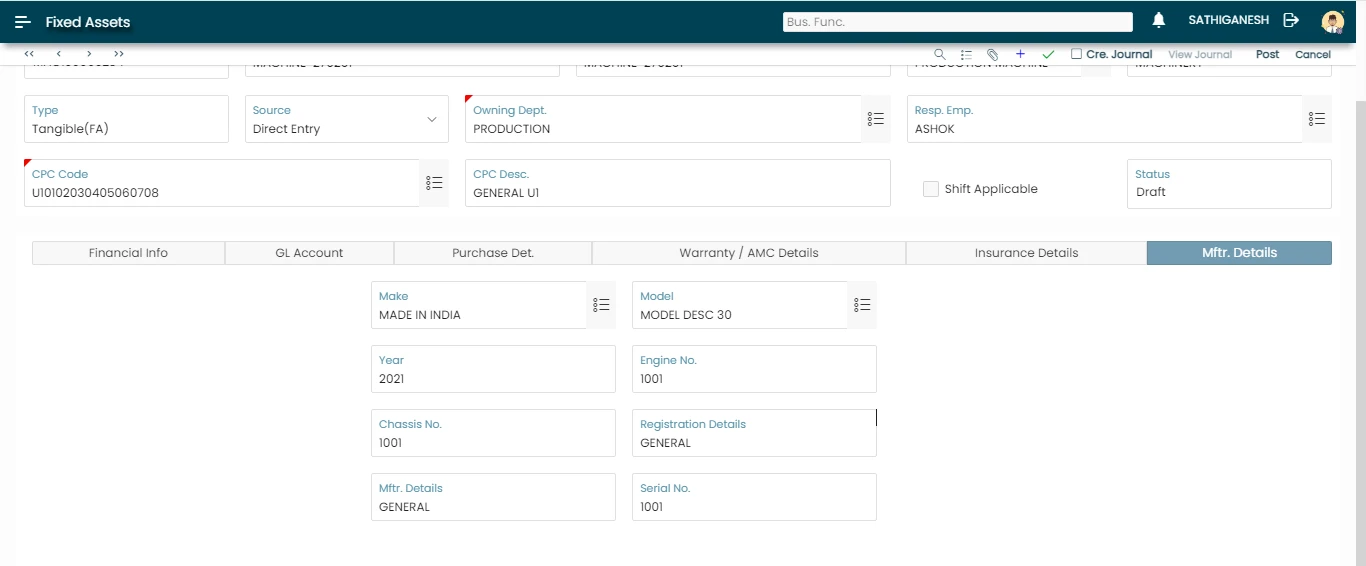 Fixed Assets
Bus. Func.
SATHIGANESH
<< < > >>
Cre. Journal View Journal Post Cancel
Type
Tangible(FA)
Source
Direct Entry
Owning Dept.
PRODUCTION
Resp. Emp.
ASHOK
CPC Code
U10102030405060708
CPC Desc.
GENERAL U1
Shift Applicable
Status
Draft
Financial Info GL Account Purchase Det. Warranty / AMC Details Insurance Details Mftr. Details
Make
MADE IN INDIA
Model
MODEL DESC 30
Year
2021
Engine No.
1001
Chassis No.
1001
Registration Details
GENERAL
Mftr. Details
GENERAL
Serial No.
1001